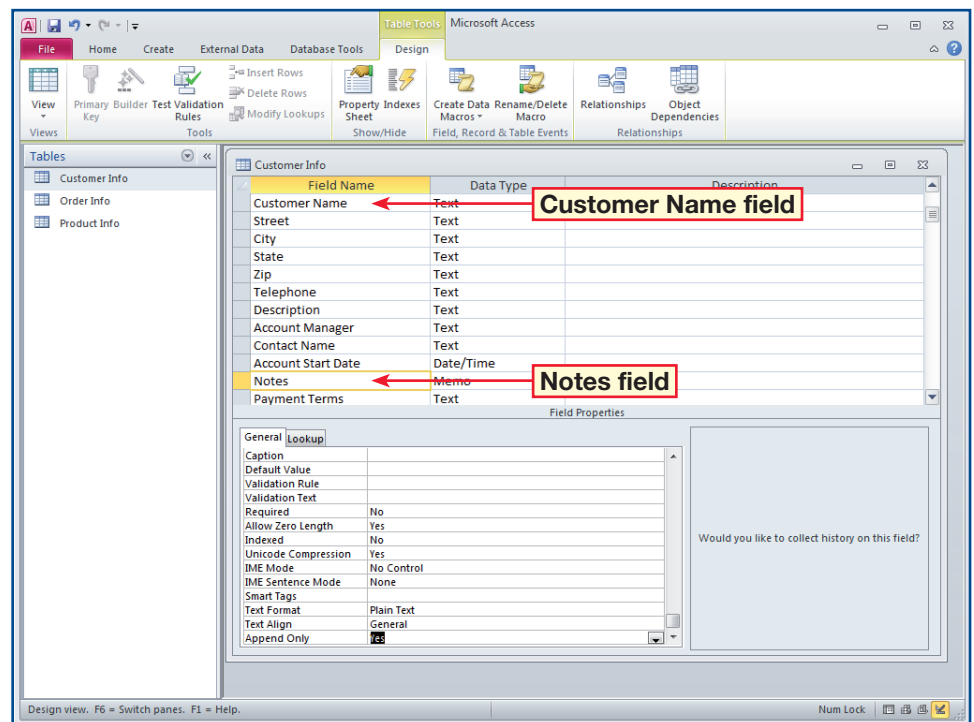 Table Tools Microsoft Access
File Home Create External Data Database Tools Design
View
Views
Primary Key
Builder
Test Validation Rules
Insert Rows
Delete Rows
Modify Lookups
Tools
Property Sheet
Indexes
Show/Hide
Create Data Macros
Rename/Delete Macro
Field, Record & Table Events
Relationships
Object Dependencies
Relationships
Tables
Customer Info
Order Info
Product Info
Customer Info
Field Name Data Type Description
Customer Name Text
Customer Name field
Street Text
City Text
State Text
Zip Text
Telephone Text
Description Text
Account Manager Text
Contact Name Text
Account Start Date Date/Time
Notes Memo
Notes field
Payment Terms Text
Field Properties
General Lookup
Caption
Default Value
Validation Rule
Validation Text
Required No
Allow Zero Length Yes
Indexed No
Unicode Compression Yes
IME Mode No Control
IME Sentence Mode None
Smart Tags
Text Format Plain Text
Text Align General
Append Only Yes
Would you like to collect history on this field?
Design view. F6 = Switch panes. F1 = Help. Num Lock